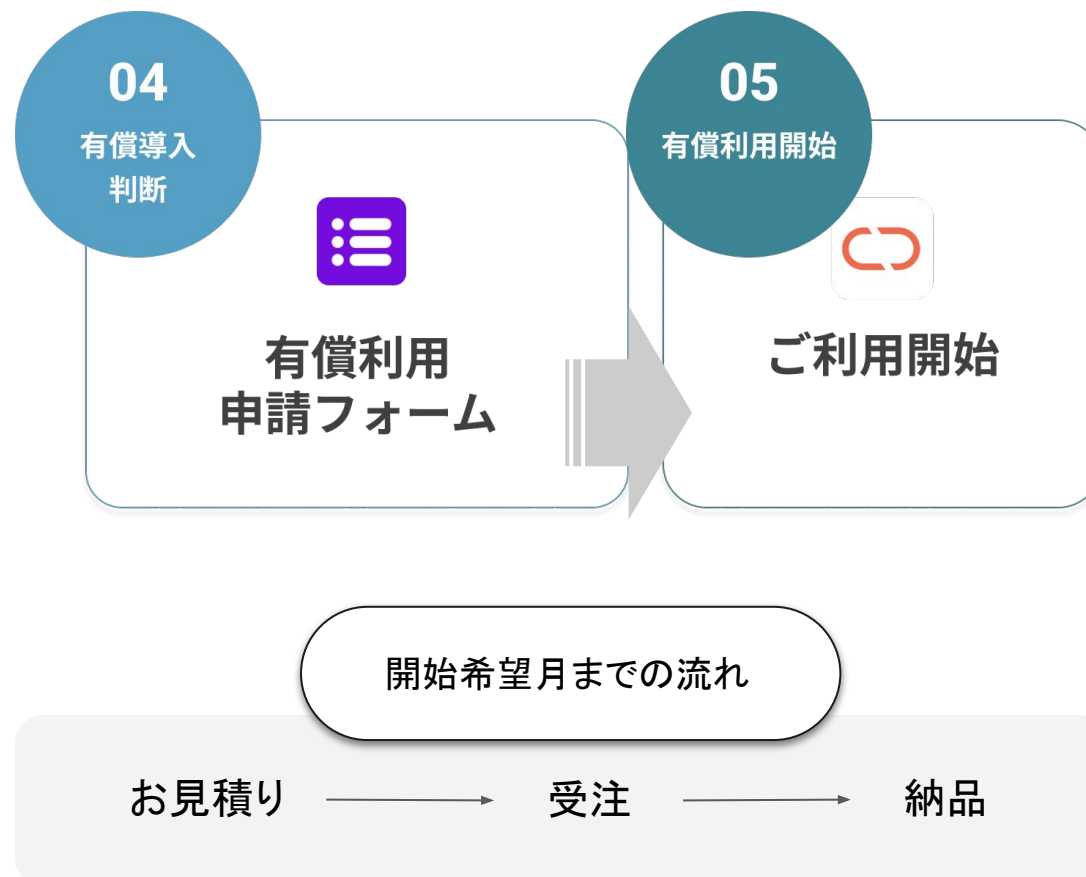 04
有償導入
判断
有償利用
申請フォーム
05
有償利用開始
ご利用開始
開始希望月までの流れ
お見積り
受注
納品